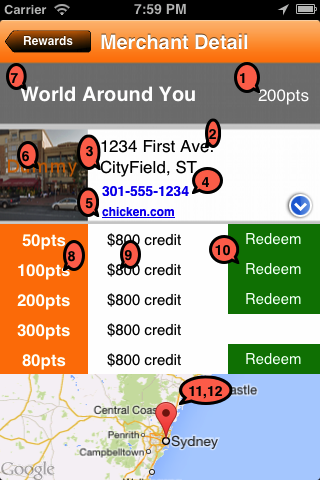 Carrier 7:59 PM
Rewards Merchant Detail
7 1
World Around You 200pts
2
3 1234 First Ave.
6 CityField, ST
Dummy
301-555-1234 4
5 chicken.com
50pts $800 credit Redeem
8 9 10
100pts $800 credit Redeem
200pts $800 credit Redeem
300pts $800 credit
80pts $800 credit Redeem
11,12
Central Coast castle
Penrith
Sydney
Campbelltown
Google